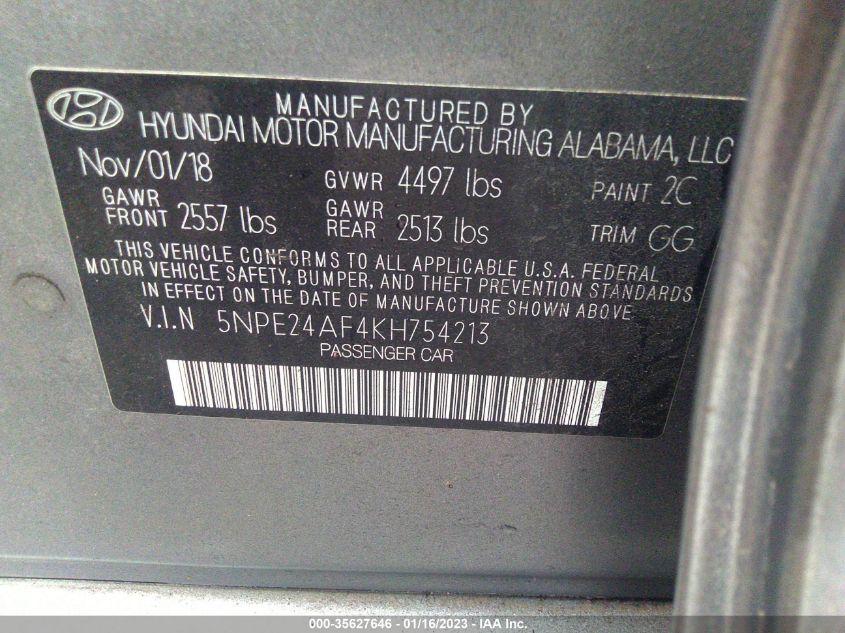 MANUFACTURED BY
HYUNDAI MOTOR MANUFACTURING ALABAMA, LLC
Nov/01/18 GVWR 4497 lbs PAINT 2C
GAWR FRONT 2557 lbs GAWR REAR 2513 lbs TRIM GG
THIS VEHICLE CONFORMS TO ALL APPLICABLE U.S.A. FEDERAL
MOTOR VEHICLE SAFETY, BUMPER, AND THEFT PREVENTION STANDARDS
IN EFFECT ON THE DATE OF MANUFACTURE SHOWN ABOVE.
V.I.N 5NPE24AF4KH754213
PASSENGER CAR
000-35627646 - 01/16/2023 - IAA Inc.